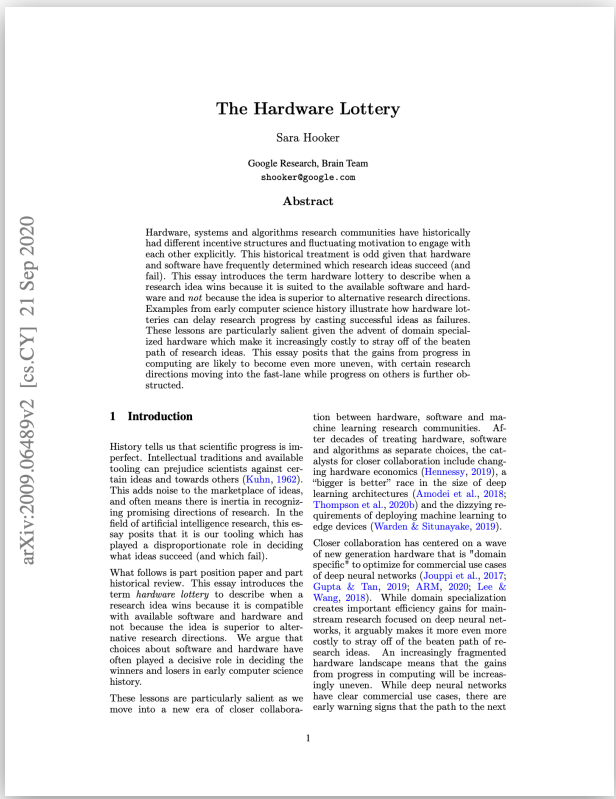 The Hardware Lottery
Sara Hooker
Google Research, Brain Team
shooker@google.com
Abstract
Hardware, systems and algorithms research communities have historically
had different incentive structures and fluctuating motivation to engage with
each other explicitly. This historical treatment is odd given that hardware
and software have frequently determined which research ideas succeed (and
fail). This essay introduces the term hardware lottery to describe when a
research idea wins because it is suited to the available software and hard-
ware and not because the idea is superior to alternative research directions.
Examples from early computer science history illustrate how hardware lot-
teries can delay research progress by casting successful ideas as failures.
These lessons are particularly salient given the advent of domain special-
ized hardware which make it increasingly costly to stray off of the beaten
path of research ideas. This essay posits that the gains from progress in
computing are likely to become even more uneven, with certain research
directions moving into the fast-lane while progress on others is further ob-
structed.
1 Introduction
History tells us that scientific progress is im-
perfect. Intellectual traditions and available
tooling can prejudice scientists against cer-
tain ideas and towards others (Kuhn, 1962).
This adds noise to the marketplace of ideas,
and often means there is inertia in recogniz-
ing promising directions of research. In the
field of artificial intelligence research, this es-
say posits that it is our tooling which has
played a disproportionate role in deciding
what ideas succeed (and which fail).
What follows is part position paper and part
historical review. This essay introduces the
term hardware lottery to describe when a
research idea wins because it is compatible
with available software and hardware and
not because the idea is superior to alter-
native research directions. We argue that
choices about software and hardware have
often played a decisive role in deciding the
winners and losers in early computer science
history.
These lessons are particularly salient as we
move into a new era of closer collabora-
tion between hardware, software and ma-
chine learning research communities. Af-
ter decades of treating hardware, software
and algorithms as separate choices, the cat-
alysts for closer collaboration include chang-
ing hardware economics (Hennessy, 2019), a
“bigger is better” race in the size of deep
learning architectures (Amodei et al., 2018;
Thompson et al., 2020b) and the dizzying re-
quirements of deploying machine learning to
edge devices (Warden & Situnayake, 2019).
Closer collaboration has centered on a wave
of new generation hardware that is "domain
specific" to optimize for commercial use cases
of deep neural networks (Jouppi et al., 2017;
Gupta & Tan, 2019; ARM, 2020; Lee &
Wang, 2018). While domain specialization
creates important efficiency gains for main-
stream research focused on deep neural net-
works, it arguably makes it more even more
costly to stray off of the beaten path of re-
search ideas. An increasingly fragmented
hardware landscape means that the gains
from progress in computing will be increas-
ingly uneven. While deep neural networks
have clear commercial use cases, there are
early warning signs that the path to the next
1
arXiv:2009.06489v2 [cs.CY] 21 Sep 2020